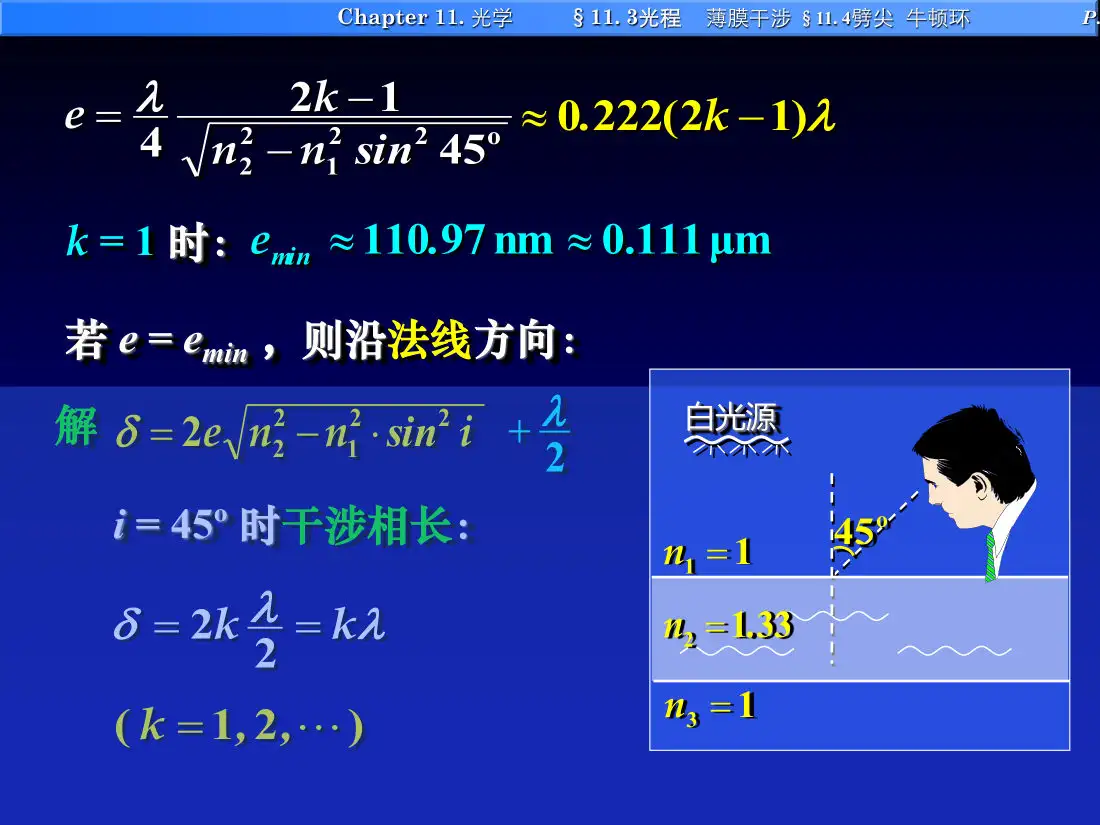 Chapter 11. 光学 §11. 3光程 薄膜干涉 §11. 4劈尖 牛顿环 P.
e = λ/4 (2k − 1)/√(n₂² − n₁² sin² 45º) ≈ 0.222(2k − 1)λ
k = 1 时: e_min ≈ 110.97 nm ≈ 0.111 μm
若 e = e_min ，则沿法线方向:
解 δ = 2e√(n₂² − n₁² · sin² i) + λ/2
i = 45º 时干涉相长:
δ = 2k λ/2 = kλ
( k = 1, 2, ⋯ )
白光源
45º
n₁ = 1
n₂ = 1.33
n₃ = 1